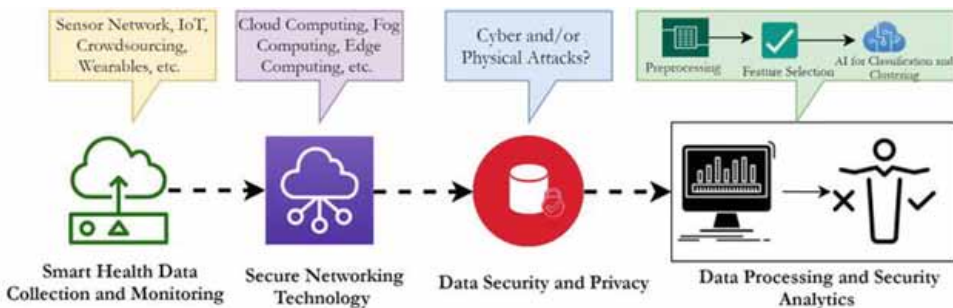 Sensor Network, IoT,
Crowdsourcing,
Wearables, etc.
Cloud Computing, Fog
Computing, Edge
Computing, etc.
Cyber and/or
Physical Attacks?
Preprocessing
Feature Selection
AI for Classification and
Clustering
Smart Health Data
Collection and Monitoring
Secure Networking
Technology
Data Security and Privacy
Data Processing and Security
Analytics